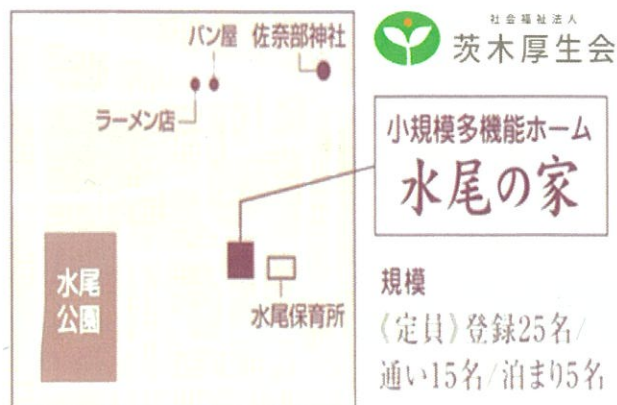 パン屋
佐奈部神社
ラーメン店
水尾
公園
水尾保育所
社会福祉法人
茨木厚生会
小規模多機能ホーム
水尾の家
規模
《定員》登録25名/
通い15名/泊まり5名